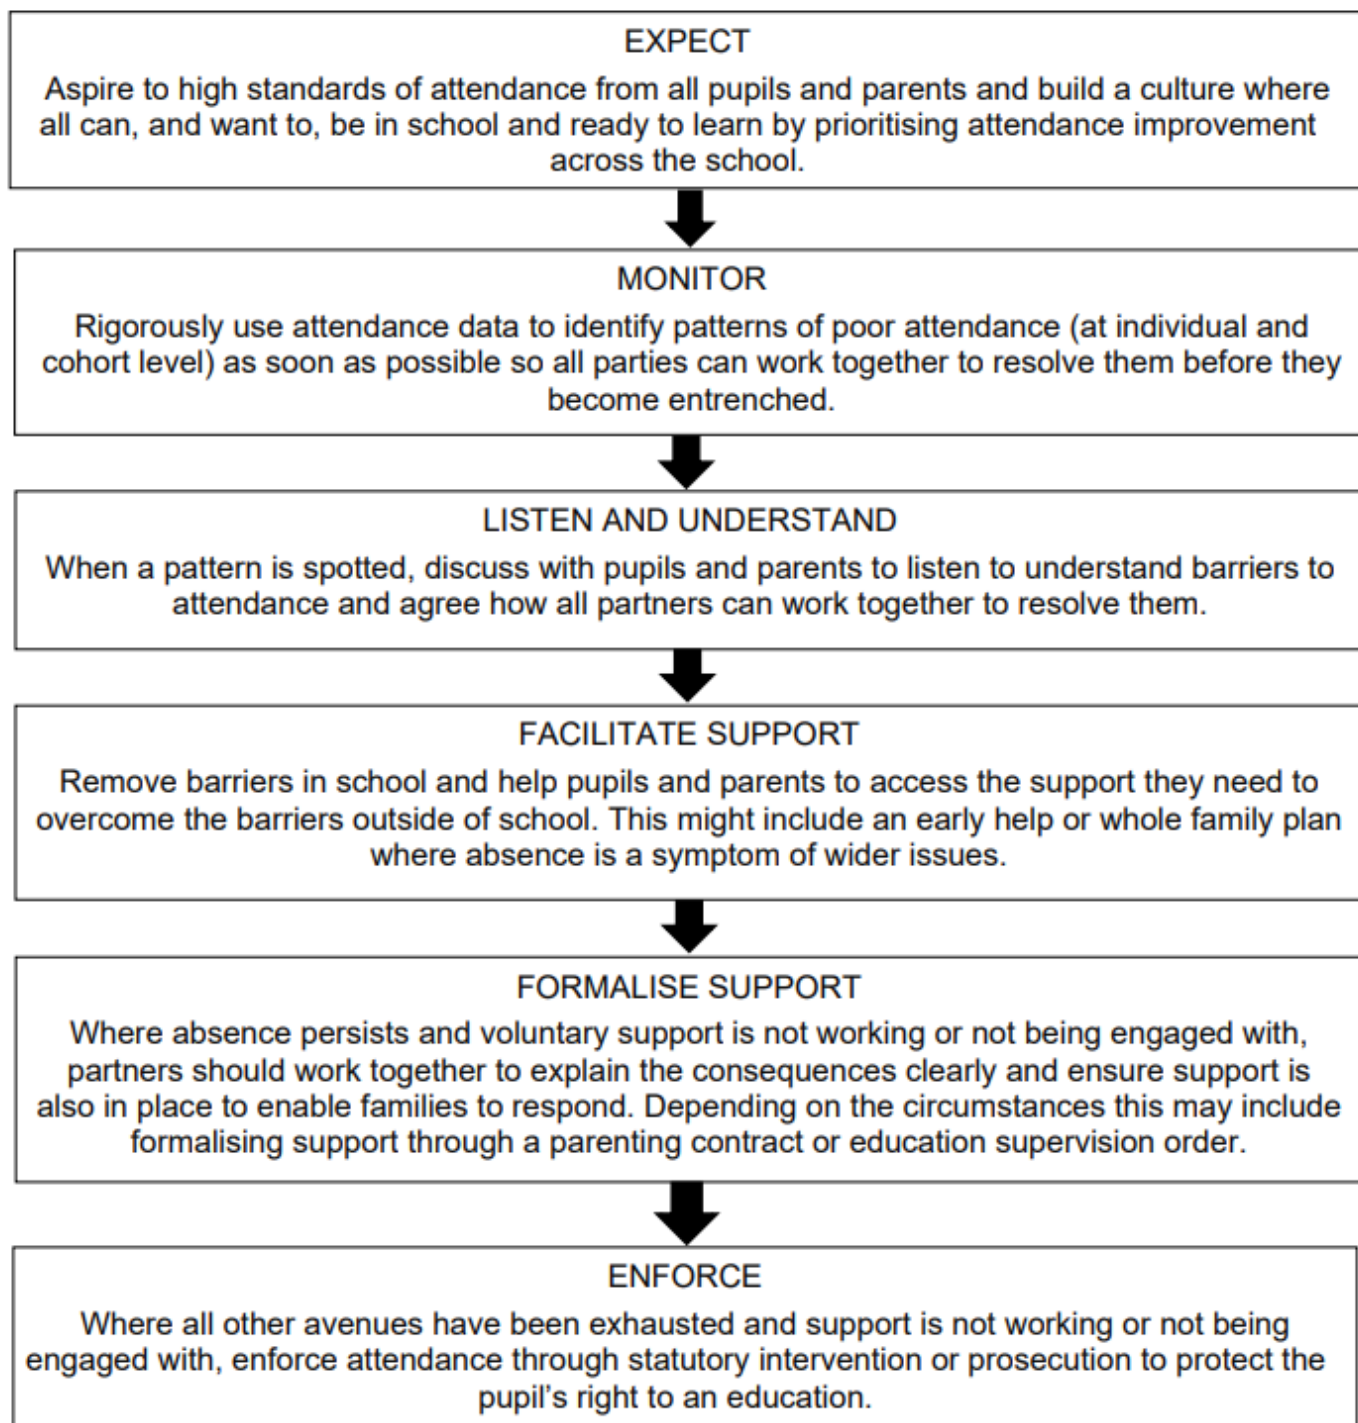 EXPECT
Aspire to high standards of attendance from all pupils and parents and build a culture where
all can, and want to, be in school and ready to learn by prioritising attendance improvement
across the school.
MONITOR
Rigorously use attendance data to identify patterns of poor attendance (at individual and
cohort level) as soon as possible so all parties can work together to resolve them before they
become entrenched.
LISTEN AND UNDERSTAND
When a pattern is spotted, discuss with pupils and parents to listen to understand barriers to
attendance and agree how all partners can work together to resolve them.
FACILITATE SUPPORT
Remove barriers in school and help pupils and parents to access the support they need to
overcome the barriers outside of school. This might include an early help or whole family plan
where absence is a symptom of wider issues.
FORMALISE SUPPORT
Where absence persists and voluntary support is not working or not being engaged with,
partners should work together to explain the consequences clearly and ensure support is
also in place to enable families to respond. Depending on the circumstances this may include
formalising support through a parenting contract or education supervision order.
ENFORCE
Where all other avenues have been exhausted and support is not working or not being
engaged with, enforce attendance through statutory intervention or prosecution to protect the
pupil's right to an education.